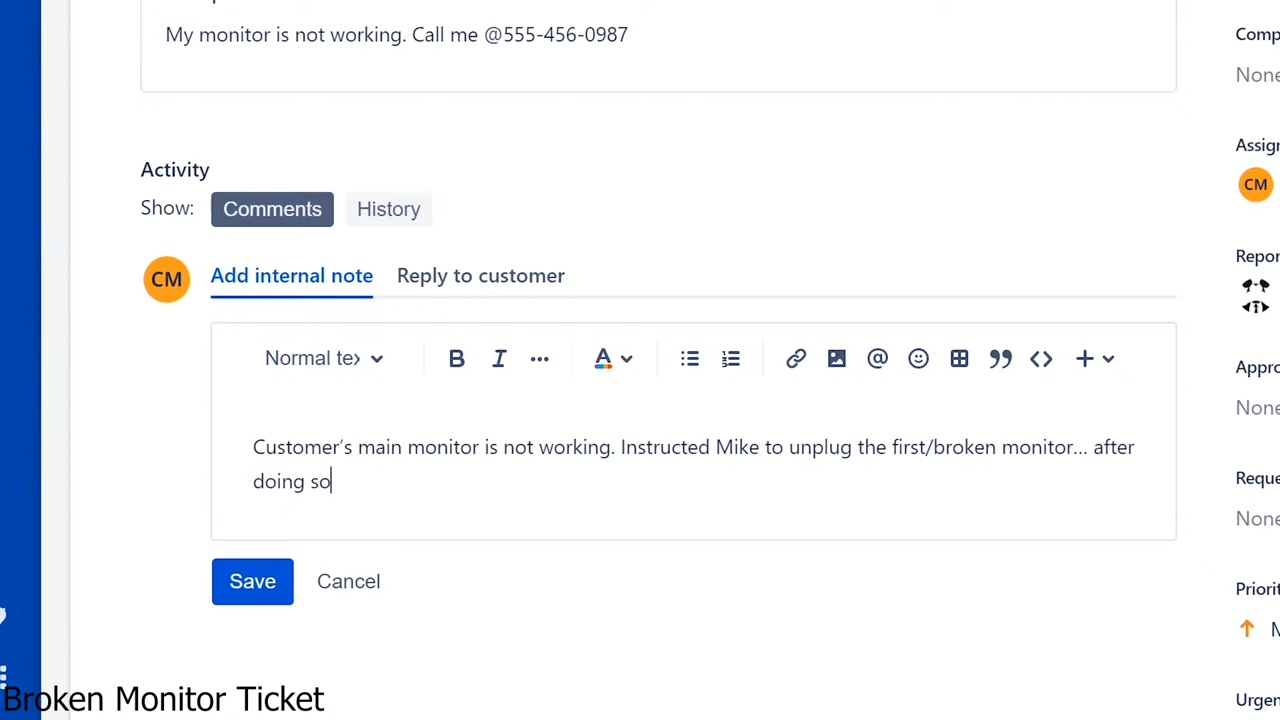 My monitor is not working. Call me @555-456-0987
Comp
None
Activity
Assign
Show: Comments History
CM
CM Add internal note Reply to customer
Repor
Normal tex B I ... A @ <> +
Appro
None
Customer's main monitor is not working. Instructed Mike to unplug the first/broken monitor... after
doing so
Reque
None
Save Cancel
Priorit
M
Broken Monitor Ticket
Urgen